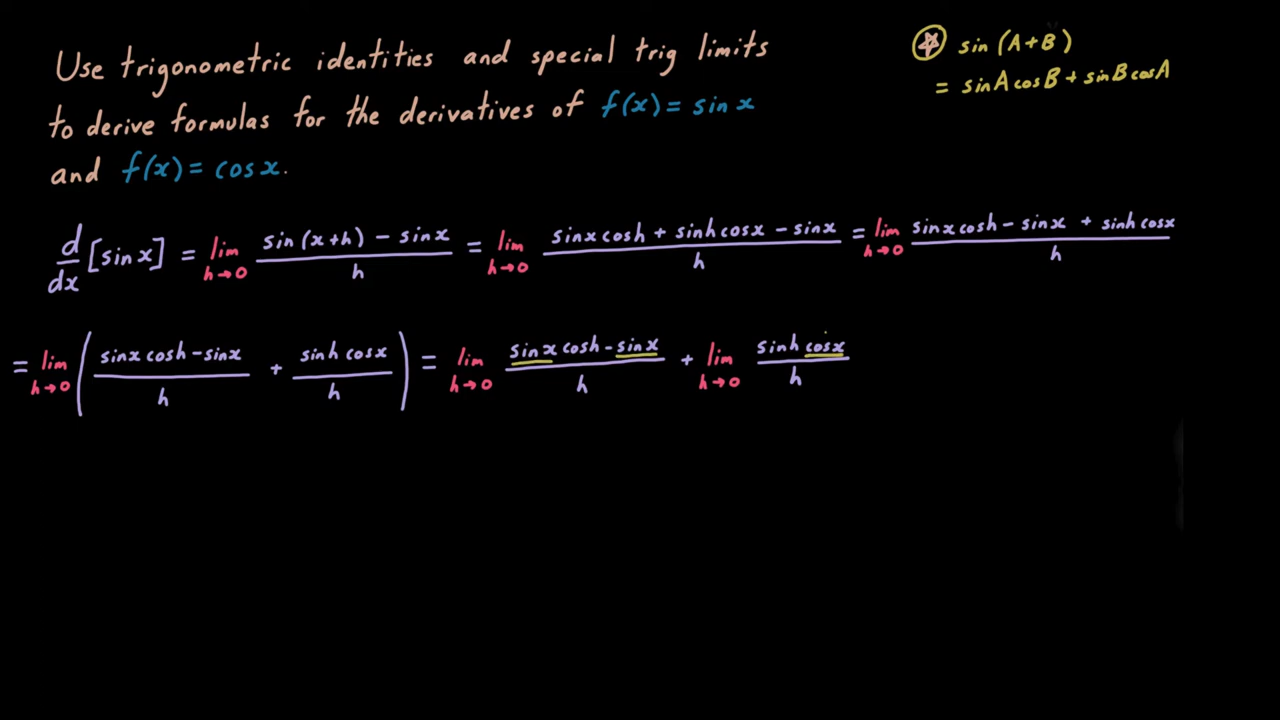 Use trigonometric identities and special trig limits
to derive formulas for the derivatives of f(x) = sin x
and f(x) = cos x.
sin (A+B)
= sinA cosB + sinB cosA
d/dx [sin x] = lim h→0 (sin (x+h) − sin x)/h = lim h→0 (sinx cosh + sinh cosx − sinx)/h = lim h→0 (sinx cosh − sinx + sinh cosx)/h
= lim h→0 ( (sinx cosh − sinx)/h + (sinh cosx)/h ) = lim h→0 (sinx cosh − sinx)/h + lim h→0 (sinh cosx)/h